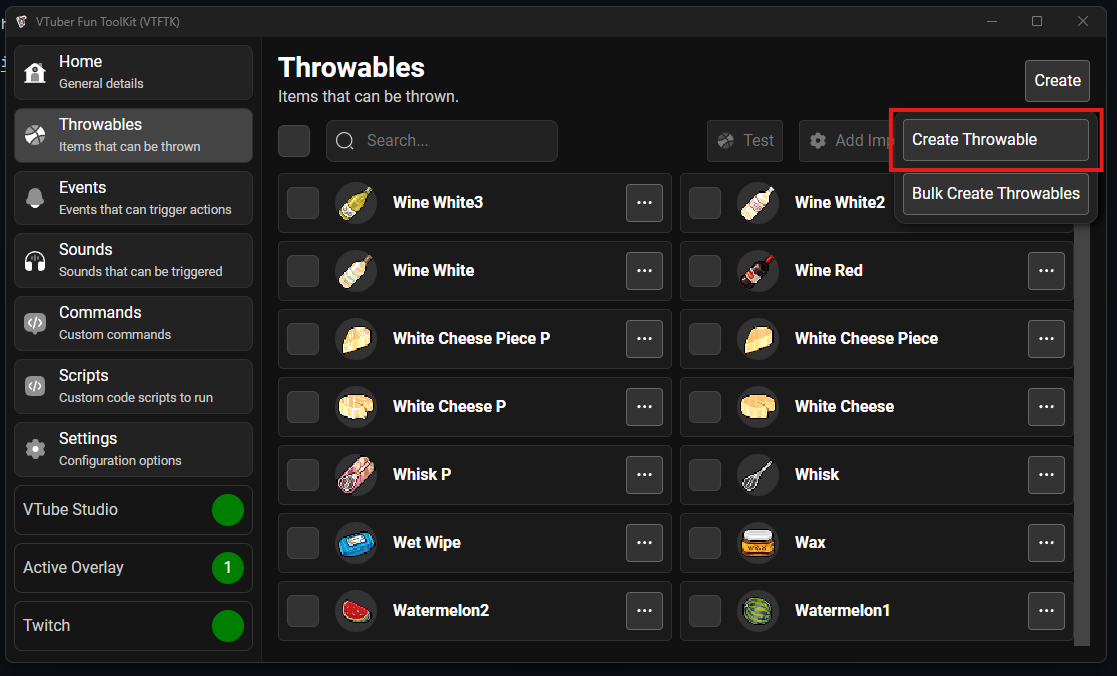 VTuber Fun ToolKit (VTFTK)
Home
General details
Throwables
Items that can be thrown
Events
Events that can trigger actions
Sounds
Sounds that can be triggered
Commands
Custom commands
Scripts
Custom code scripts to run
Settings
Configuration options
VTube Studio
Active Overlay
1
Twitch
Throwables
Items that can be thrown.
Create
Search...
Test
Add Imp
Create Throwable
Bulk Create Throwables
Wine White3
...
Wine White2
Wine White
...
Wine Red
...
White Cheese Piece P
...
White Cheese Piece
...
White Cheese P
...
White Cheese
...
Whisk P
...
Whisk
...
Wet Wipe
...
Wax
...
Watermelon2
...
Watermelon1
...